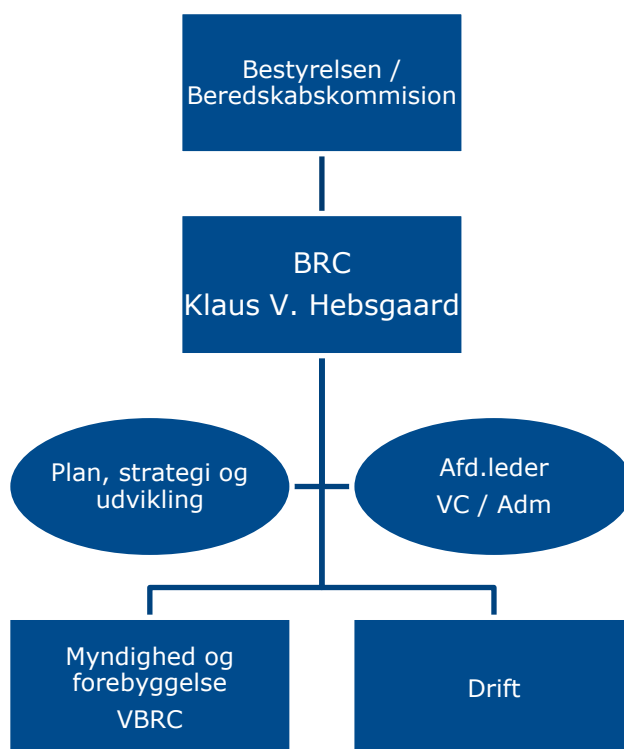 Bestyrelsen /
Beredskabskommision
BRC
Klaus V. Hebsgaard
Plan, strategi og
udvikling
Afd.leder
VC / Adm
Myndighed og
forebyggelse
VBRC
Drift